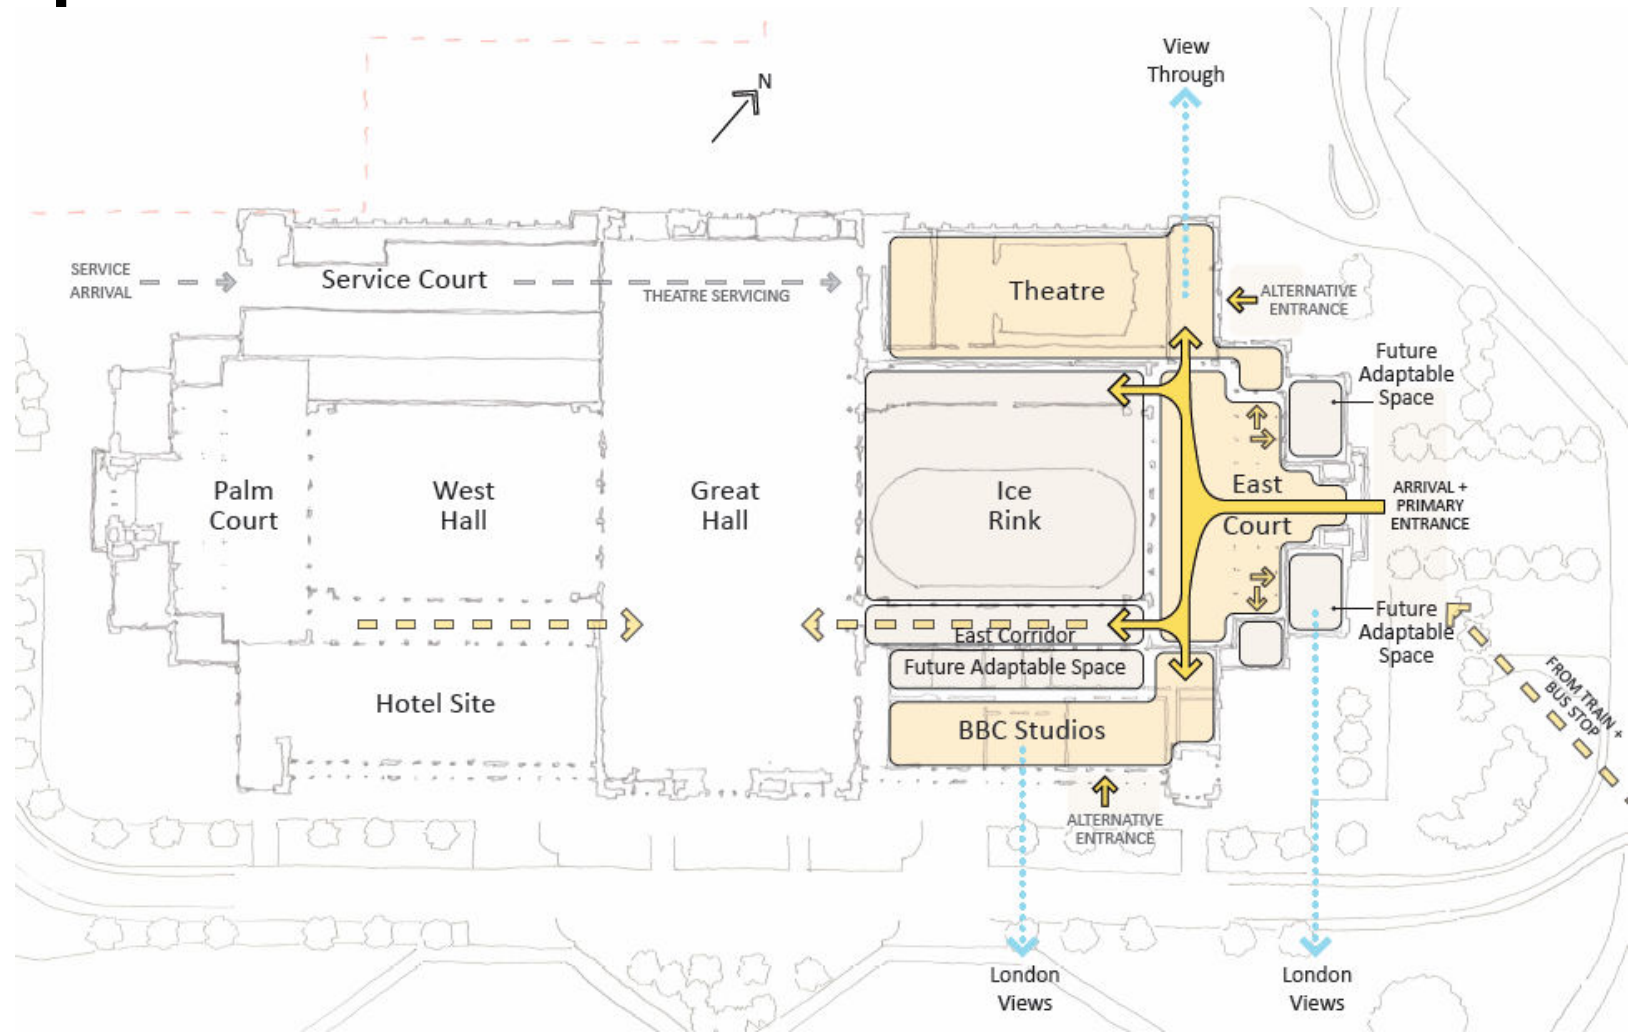 View
Through
N
SERVICE
ARRIVAL
Service Court
THEATRE SERVICING
Theatre
ALTERNATIVE
ENTRANCE
Future
Adaptable
Space
Palm
Court
West
Hall
Great
Hall
Ice
Rink
East
Court
ARRIVAL +
PRIMARY
ENTRANCE
Future
Adaptable
Space
East Corridor
Future Adaptable Space
Hotel Site
BBC Studios
FROM TRAIN +
BUS STOP
ALTERNATIVE
ENTRANCE
London
Views
London
Views